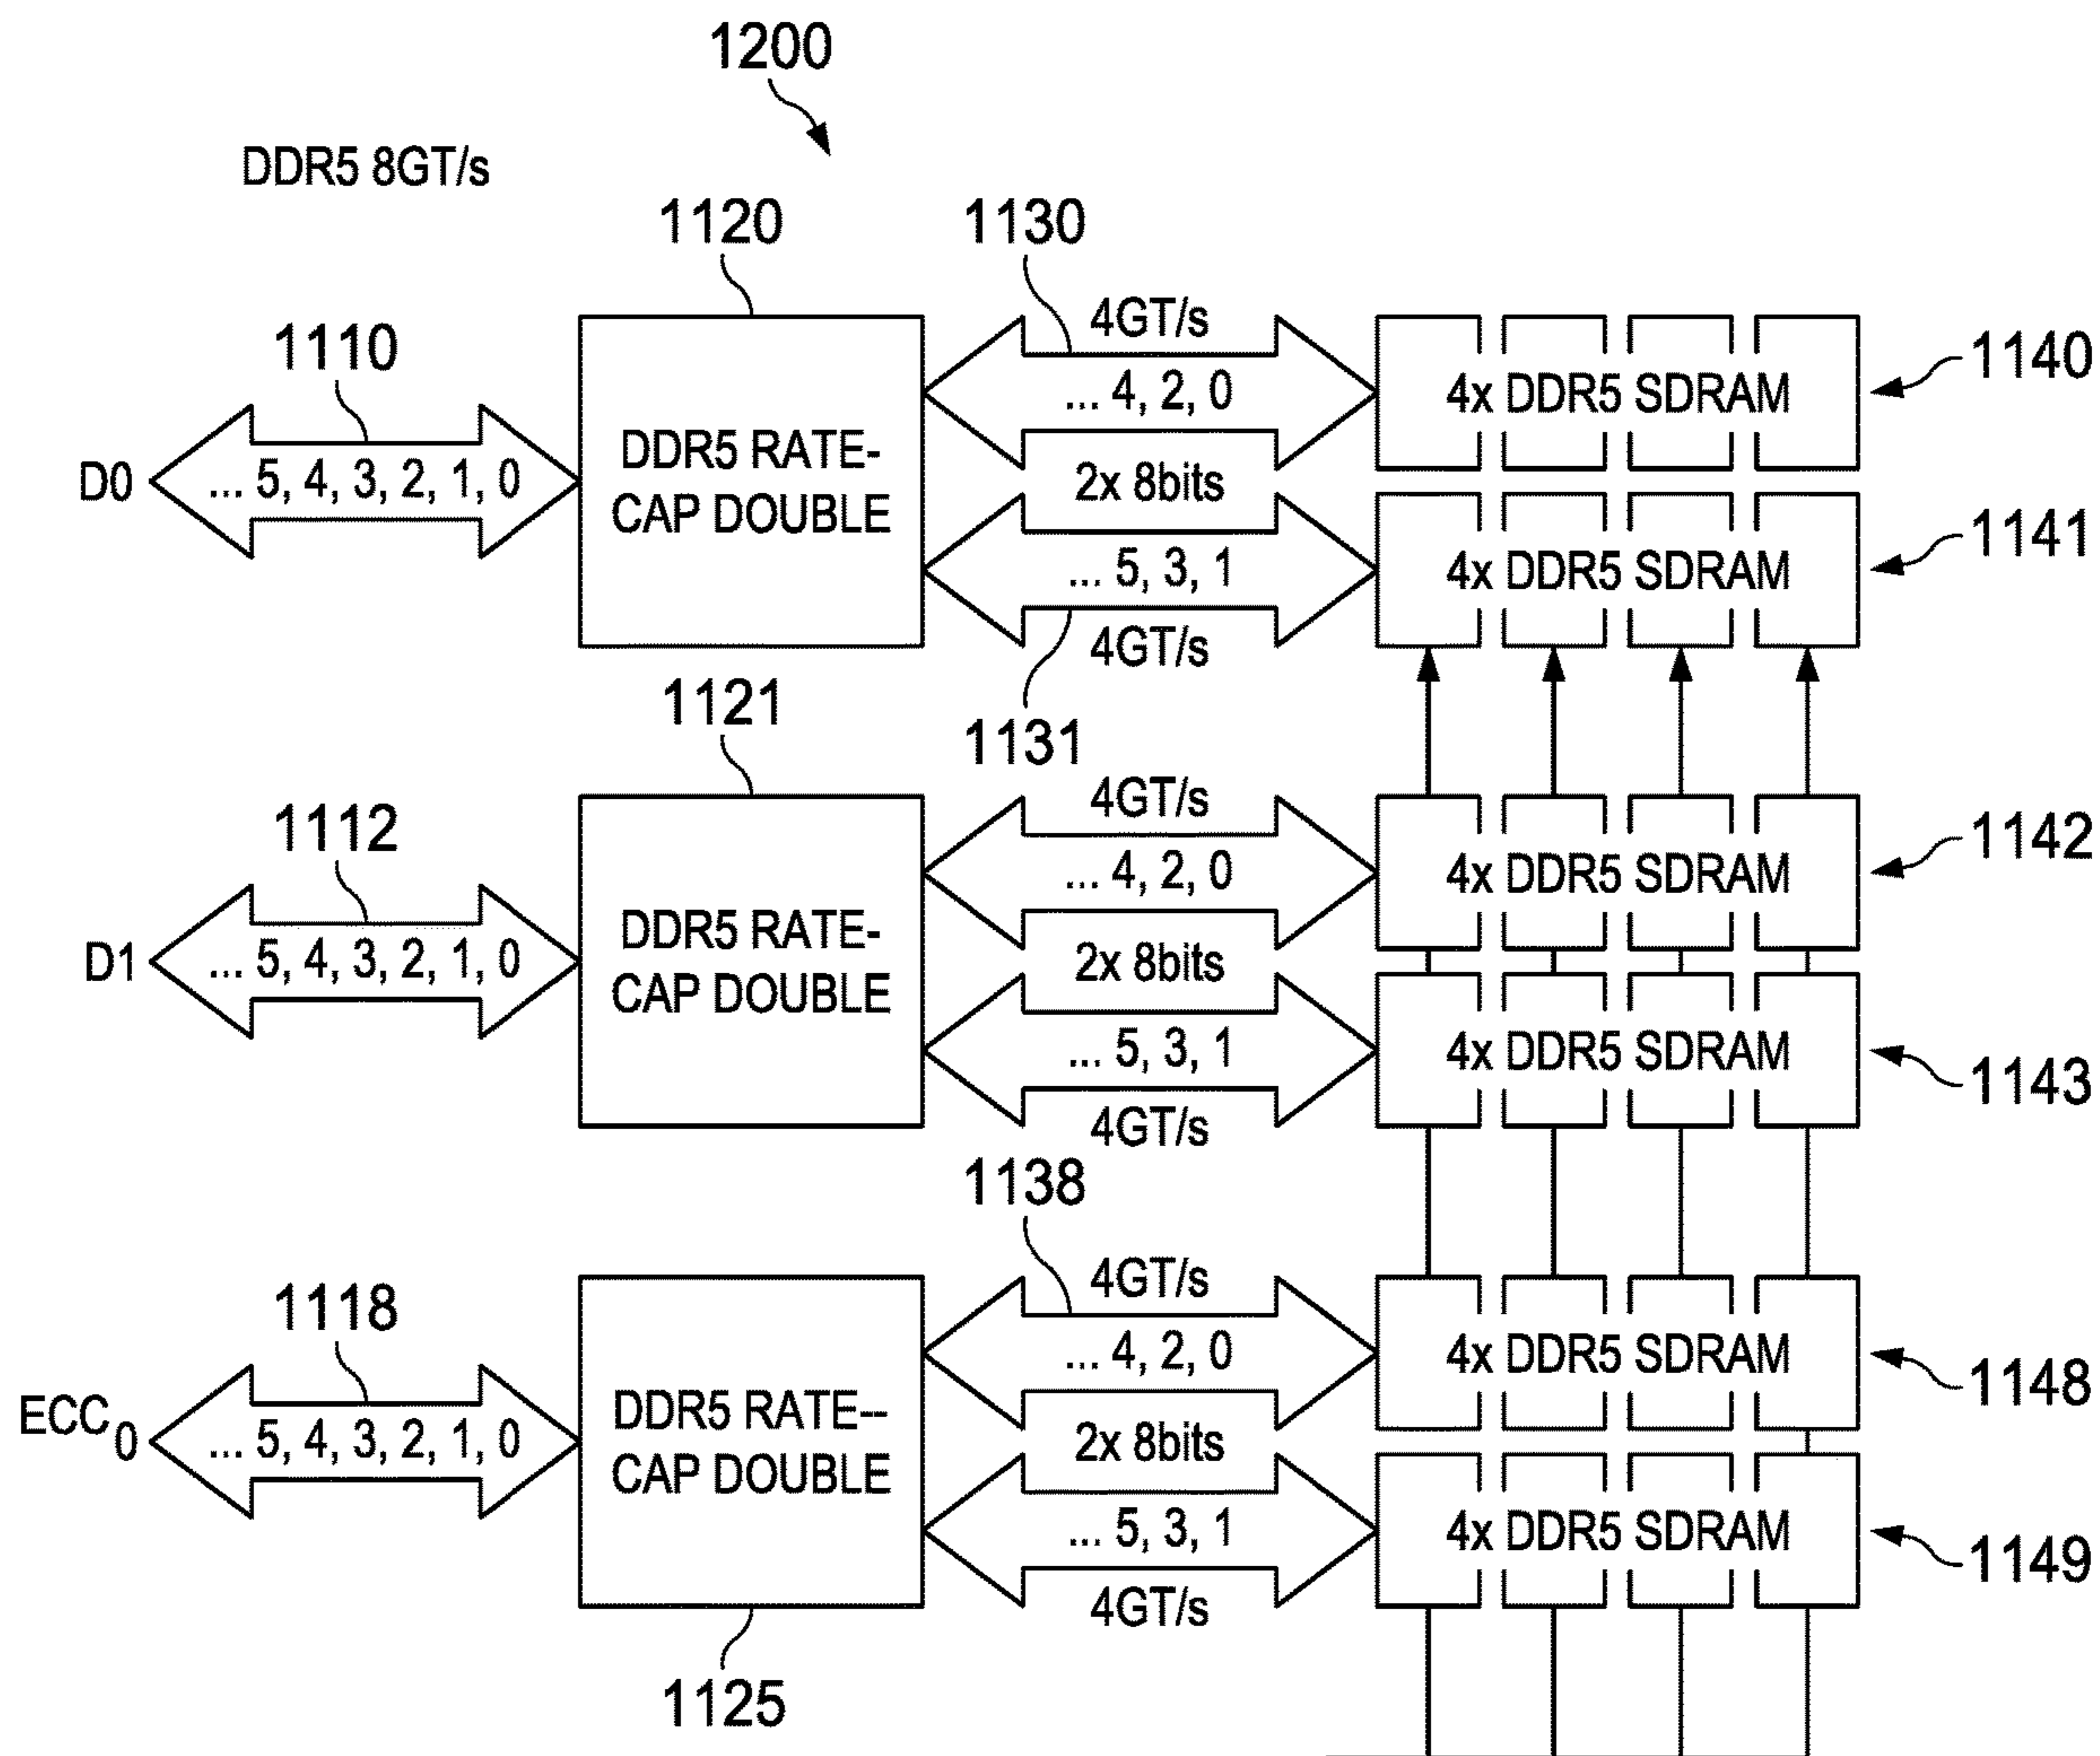 1200
DDR5 8GT/s
1120
1130
1110
4GT/s
D0
... 5, 4, 3, 2, 1, 0
DDR5 RATE-
CAP DOUBLE
... 4, 2, 0
2x 8bits
... 5, 3, 1
4GT/s
1131
4x DDR5 SDRAM
1140
4x DDR5 SDRAM
1141
1121
1112
4GT/s
D1
... 5, 4, 3, 2, 1, 0
DDR5 RATE-
CAP DOUBLE
... 4, 2, 0
2x 8bits
... 5, 3, 1
4GT/s
4x DDR5 SDRAM
1142
4x DDR5 SDRAM
1143
1138
1118
4GT/s
ECC0
... 5, 4, 3, 2, 1, 0
DDR5 RATE--
CAP DOUBLE
... 4, 2, 0
2x 8bits
... 5, 3, 1
4GT/s
4x DDR5 SDRAM
1148
4x DDR5 SDRAM
1149
1125